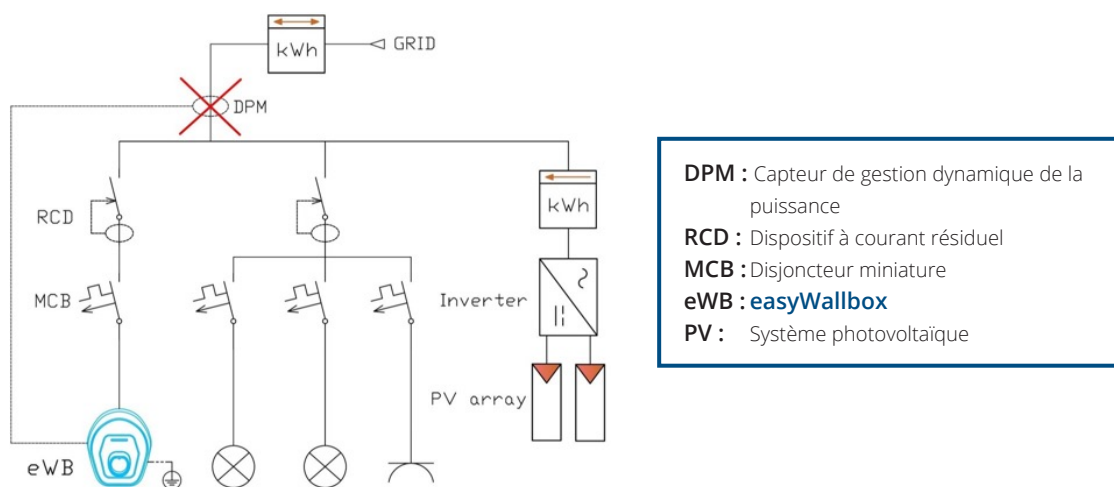 kWh
GRID
DPM
RCD
kWh
MCB
Inverter
PV array
eWB
DPM : Capteur de gestion dynamique de la
puissance
RCD : Dispositif à courant résiduel
MCB : Disjoncteur miniature
eWB : easyWallbox
PV : Système photovoltaïque